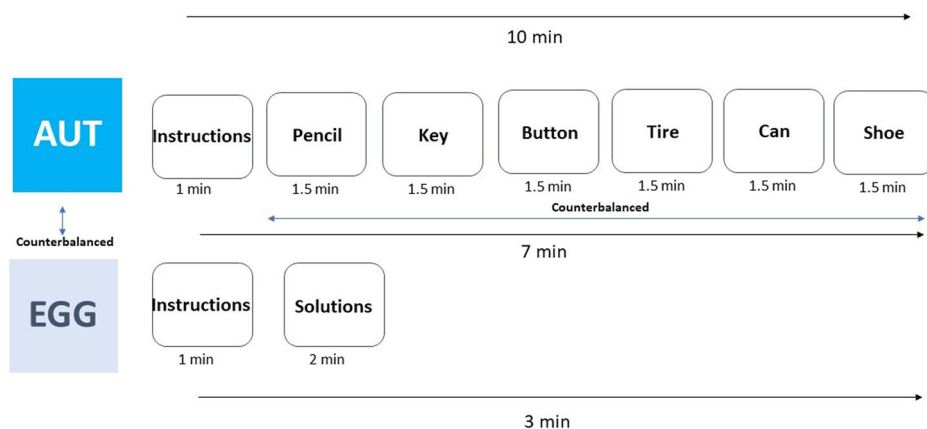 10 min
AUT
Instructions Pencil Key Button Tire Can Shoe
1 min 1.5 min 1.5 min 1.5 min 1.5 min 1.5 min 1.5 min
Counterbalanced
Counterbalanced
7 min
EGG
Instructions Solutions
1 min 2 min
3 min